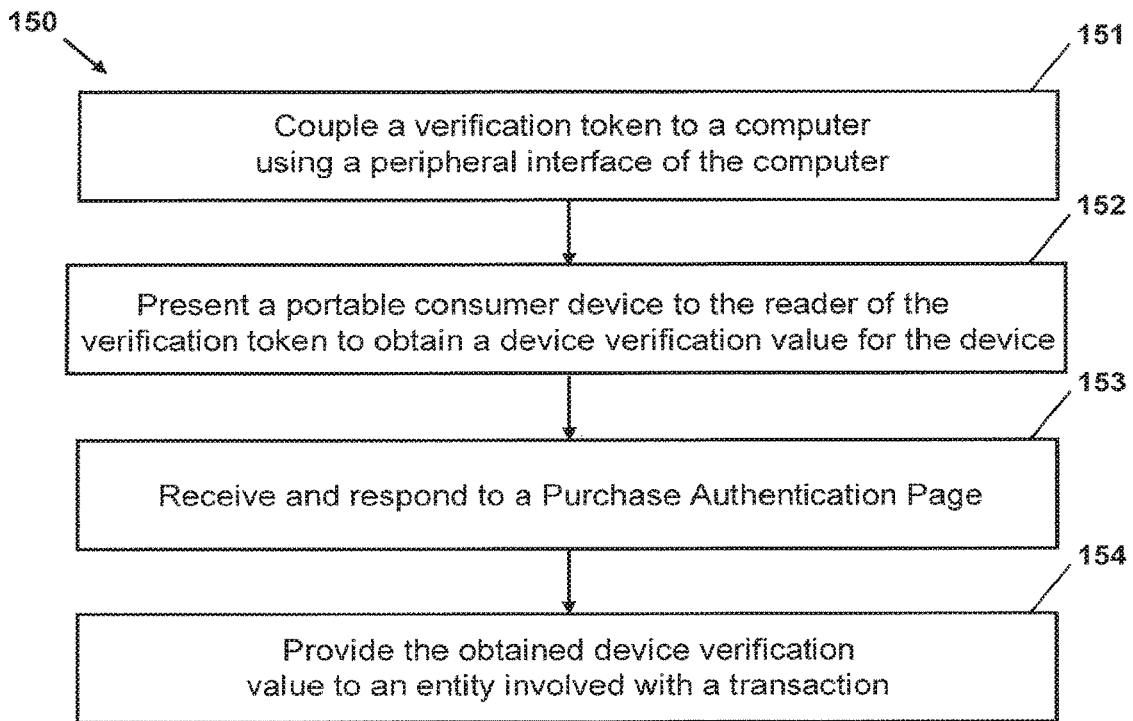 150
151
Couple a verification token to a computer
using a peripheral interface of the computer
152
Present a portable consumer device to the reader of the
verification token to obtain a device verification value for the device
153
Receive and respond to a Purchase Authentication Page
154
Provide the obtained device verification
value to an entity involved with a transaction